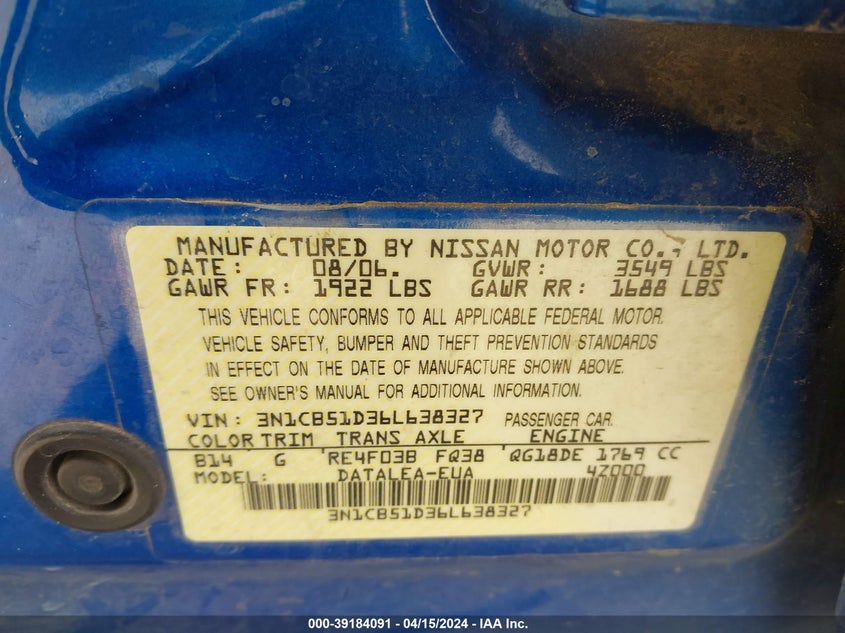 MANUFACTURED BY NISSAN MOTOR CO., LTD.
DATE: 08/06. GVWR: 3549 LBS
GAWR FR: 1922 LBS GAWR RR: 1688 LBS
THIS VEHICLE CONFORMS TO ALL APPLICABLE FEDERAL MOTOR
VEHICLE SAFETY, BUMPER AND THEFT PREVENTION STANDARDS
IN EFFECT ON THE DATE OF MANUFACTURE SHOWN ABOVE.
SEE OWNER'S MANUAL FOR ADDITIONAL INFORMATION.
VIN: 3N1CB51D36L638327 PASSENGER CAR
COLOR TRIM TRANS AXLE ENGINE
B14 G RE4F03B FQ38 QG18DE 1769 CC
MODEL: DATALEA-EUA 4Z000
3N1CB51D36L638327
000-39184091 - 04/15/2024 - IAA Inc.